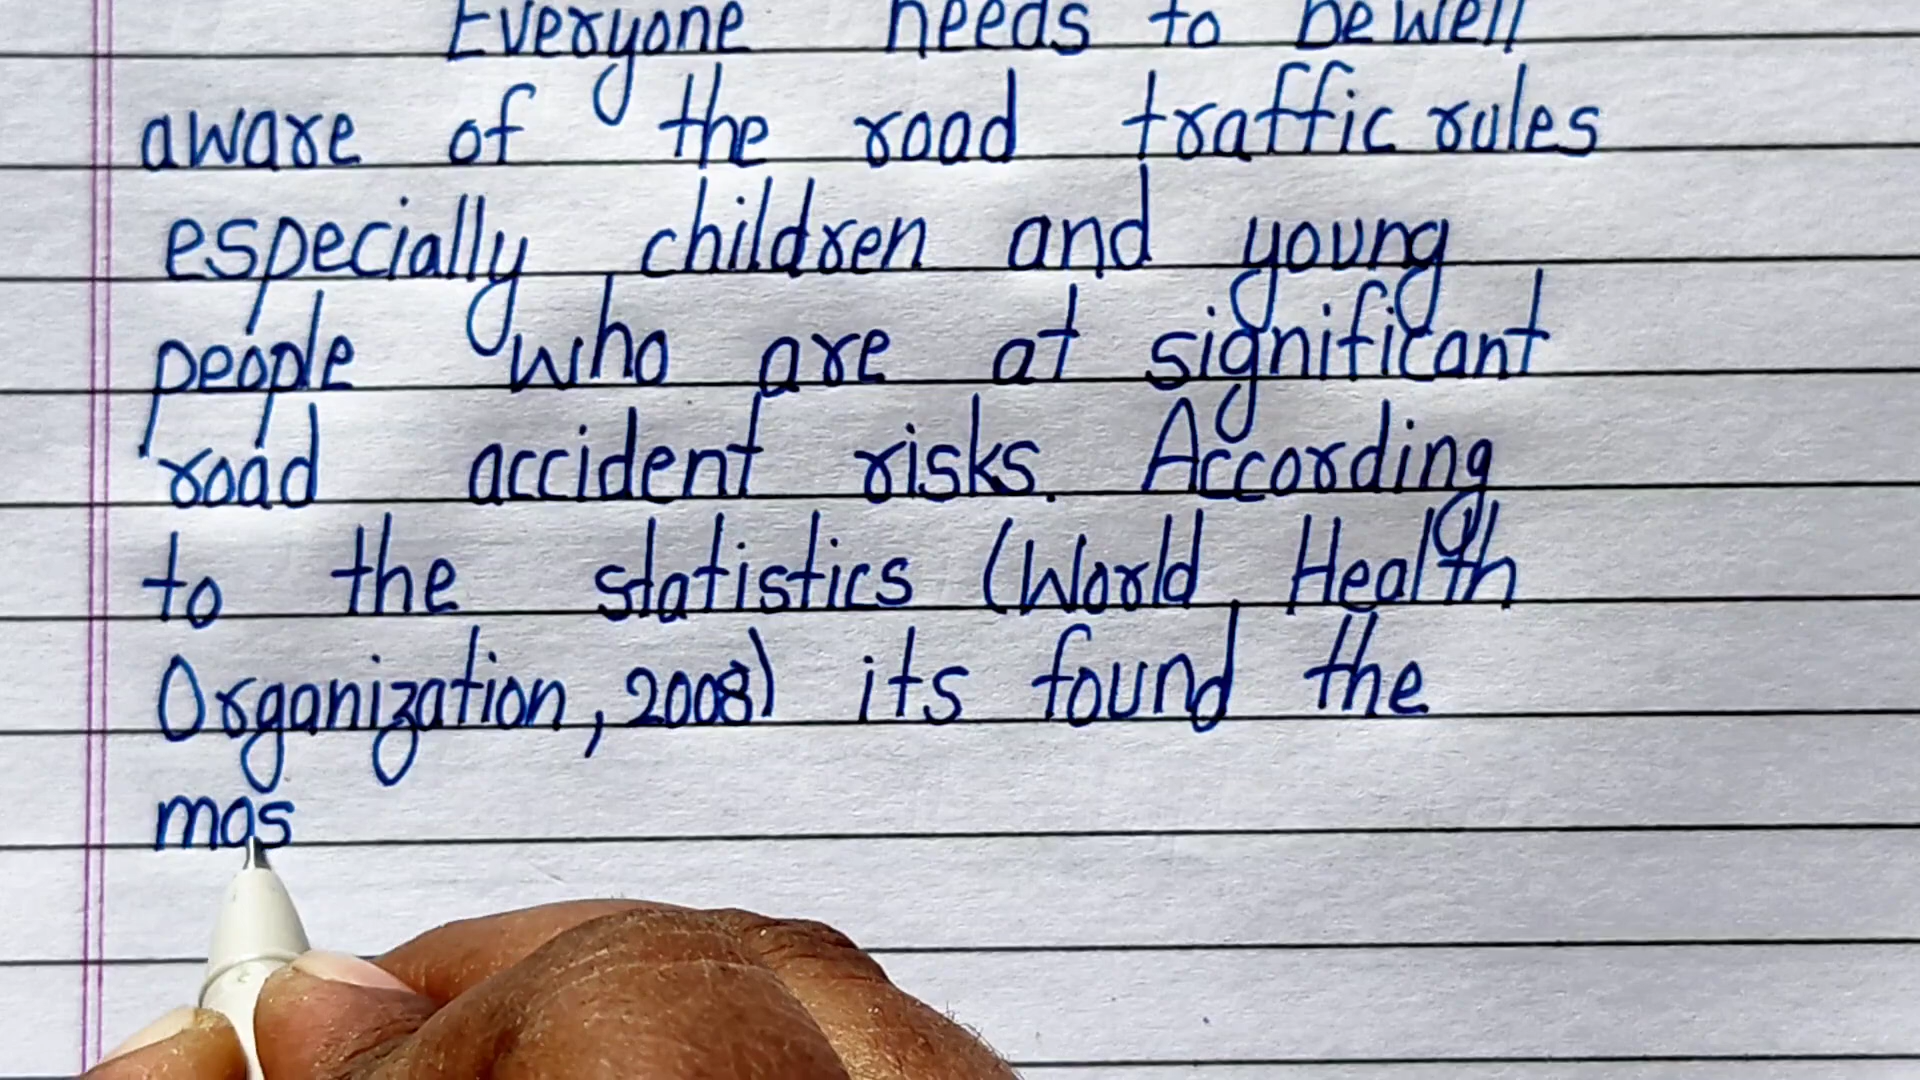 Everyone needs to be well
aware of the road traffic rules
especially children and young
people who are at significant
road accident risks. According
to the statistics (World Health
Organization, 2008) its found the
mos